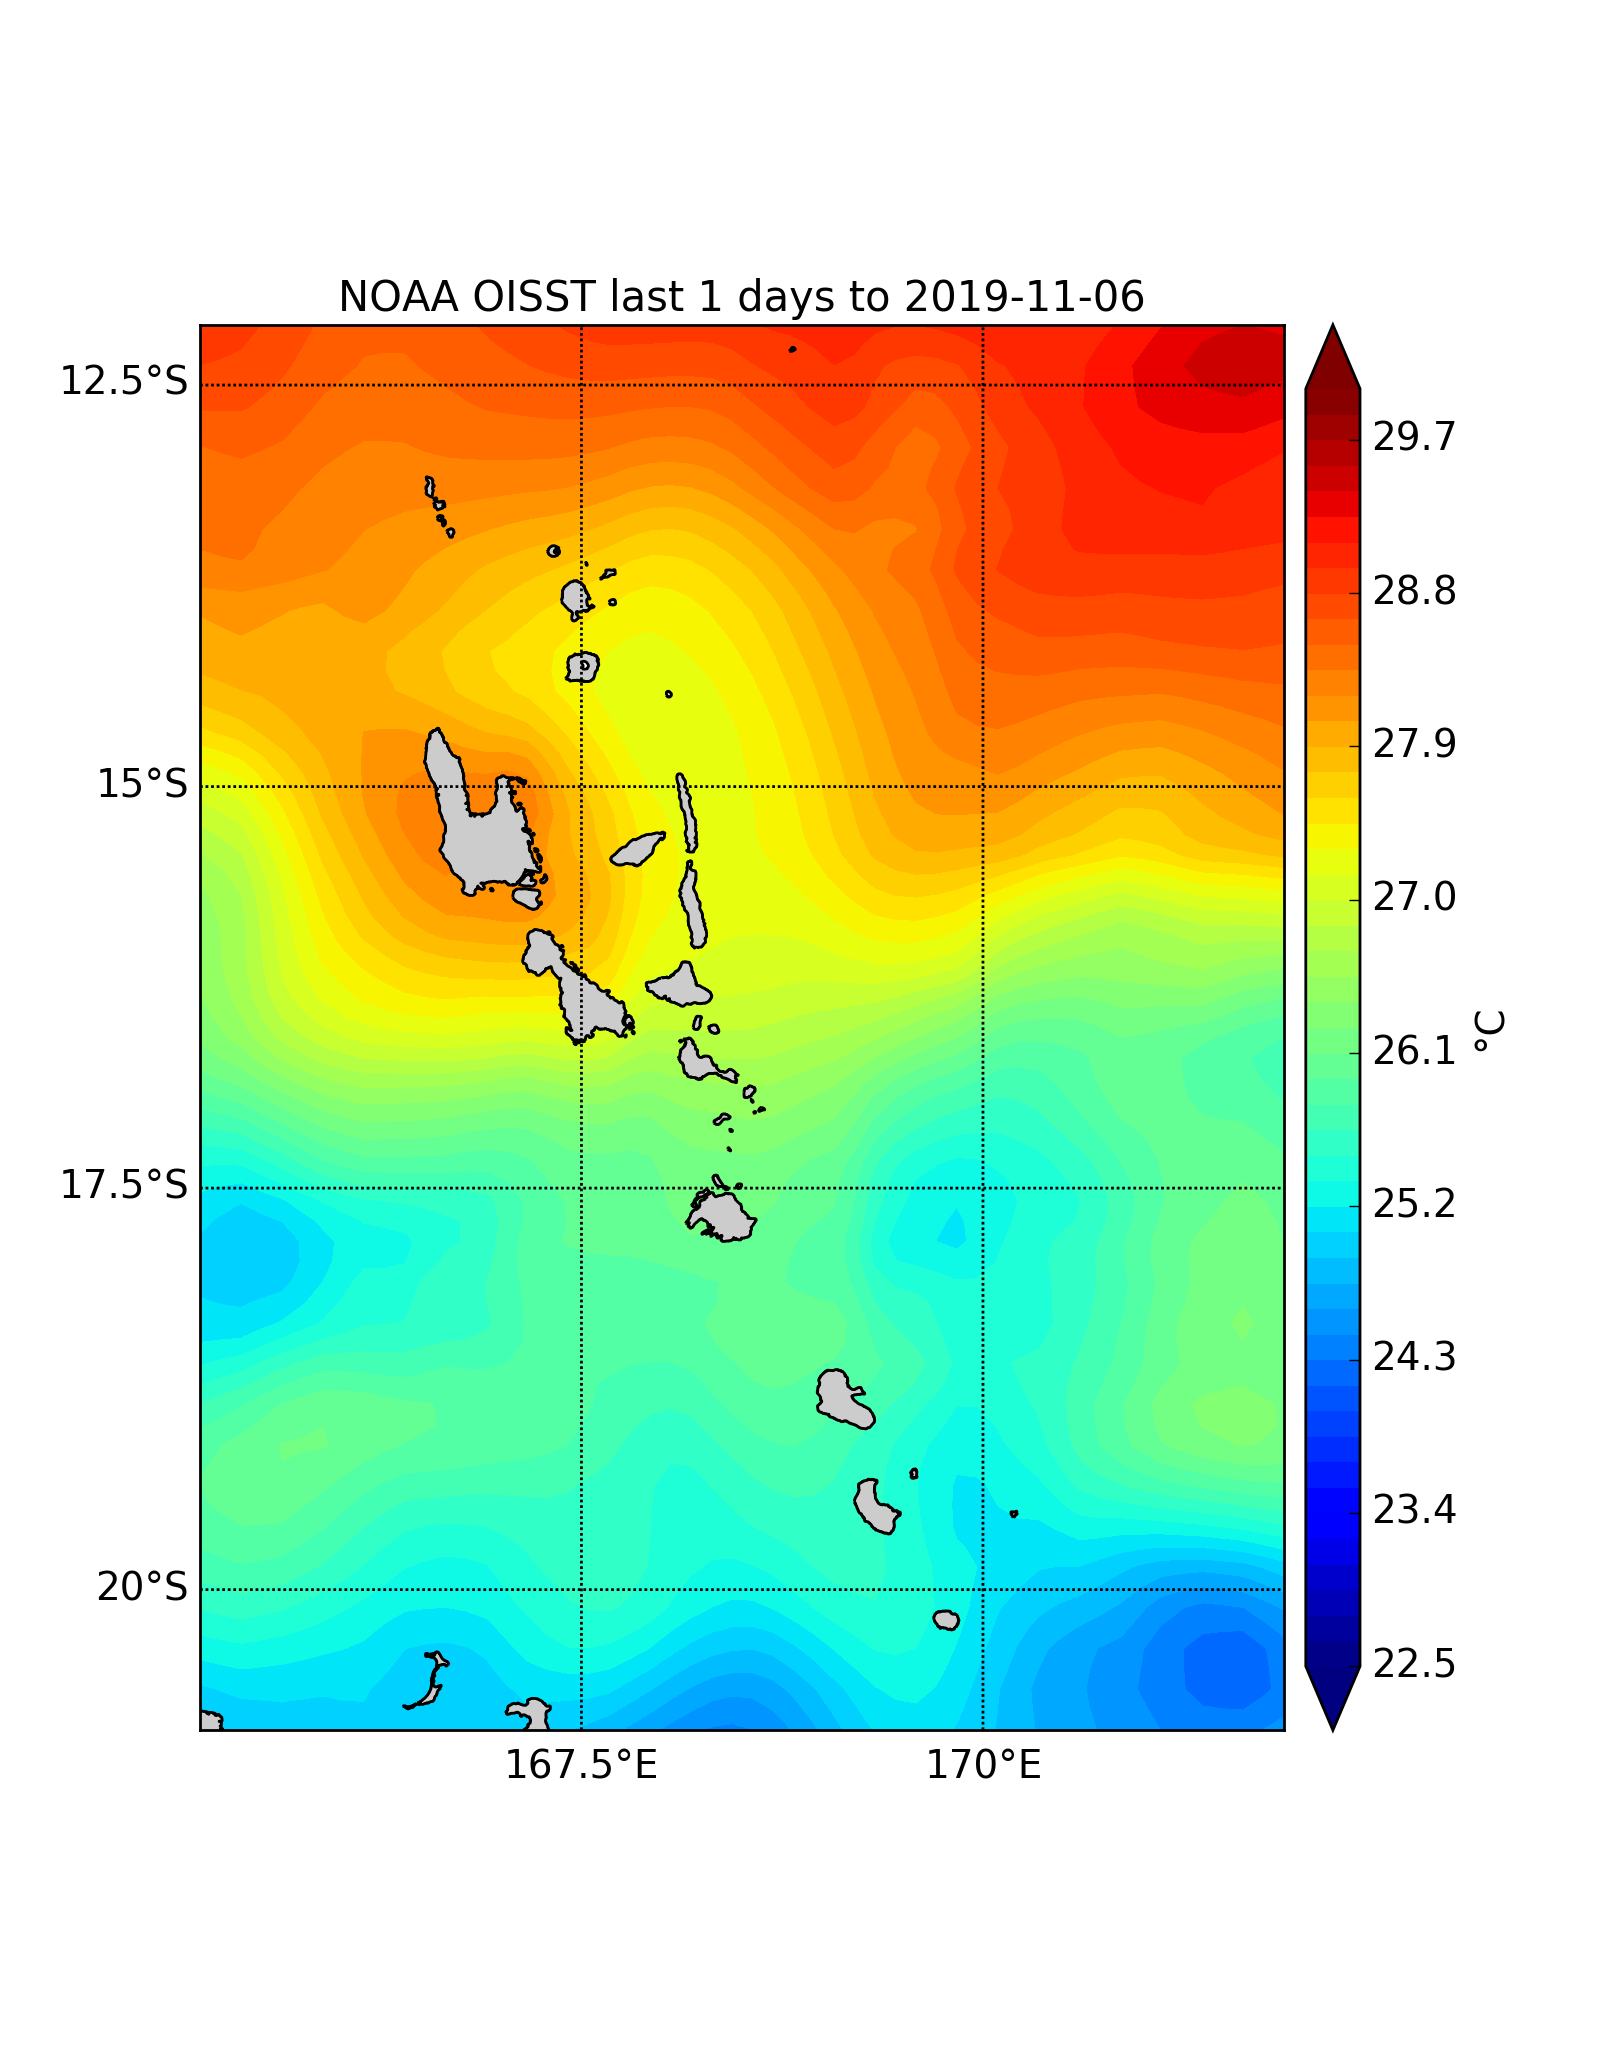 NOAA OISST last 1 days to 2019-11-06
12.5°S
15°S
17.5°S
20°S
167.5°E
170°E
29.7
28.8
27.9
27.0
26.1
25.2
24.3
23.4
22.5
°C